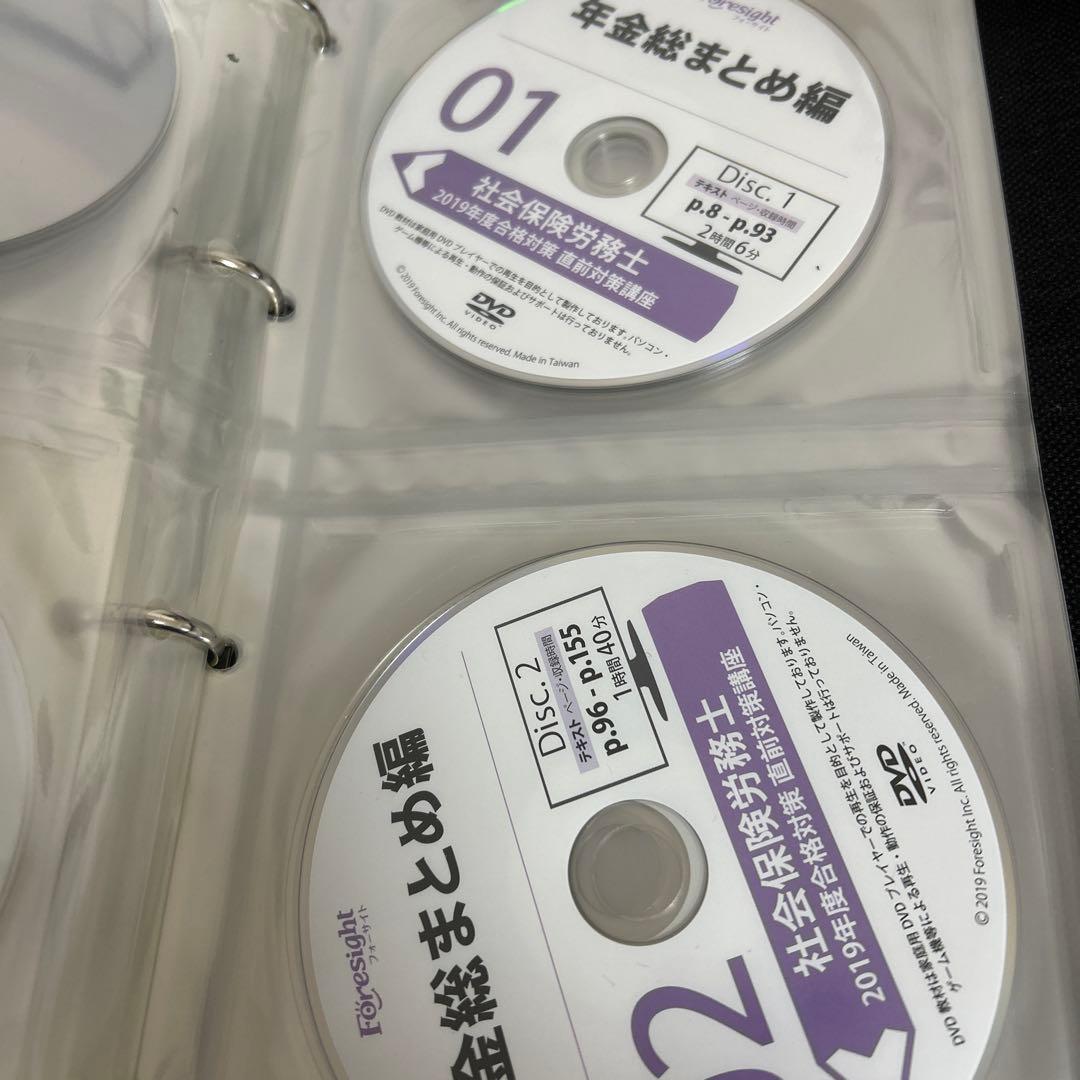 Foresight
フォーサイト
年金総まとめ編
01
Disc. 1
テキスト ページ・収録時間
p.8 - p.93
2時間6分
社会保険労務士
2019年度合格対策 直前対策講座
DVD教材は家庭用DVDプレイヤーでの再生を目的として製作しております。パソコン・
ゲーム機等による再生・動作の保証およびサポートは行っておりません。
DVD
VIDEO
©2019 Foresight Inc. All rights reserved. Made in Taiwan
Foresight
フォーサイト
金総まとめ編
02
Disc. 2
テキスト ページ・収録時間
p.96 - p.155
1時間40分
社会保険労務士
2019年度合格対策 直前対策講座
DVD教材は家庭用DVDプレイヤーでの再生を目的として製作しております。パソコン・
ゲーム機等による再生・動作の保証およびサポートは行っておりません。
DVD
VIDEO
©2019 Foresight Inc. All rights reserved. Made in Taiwan